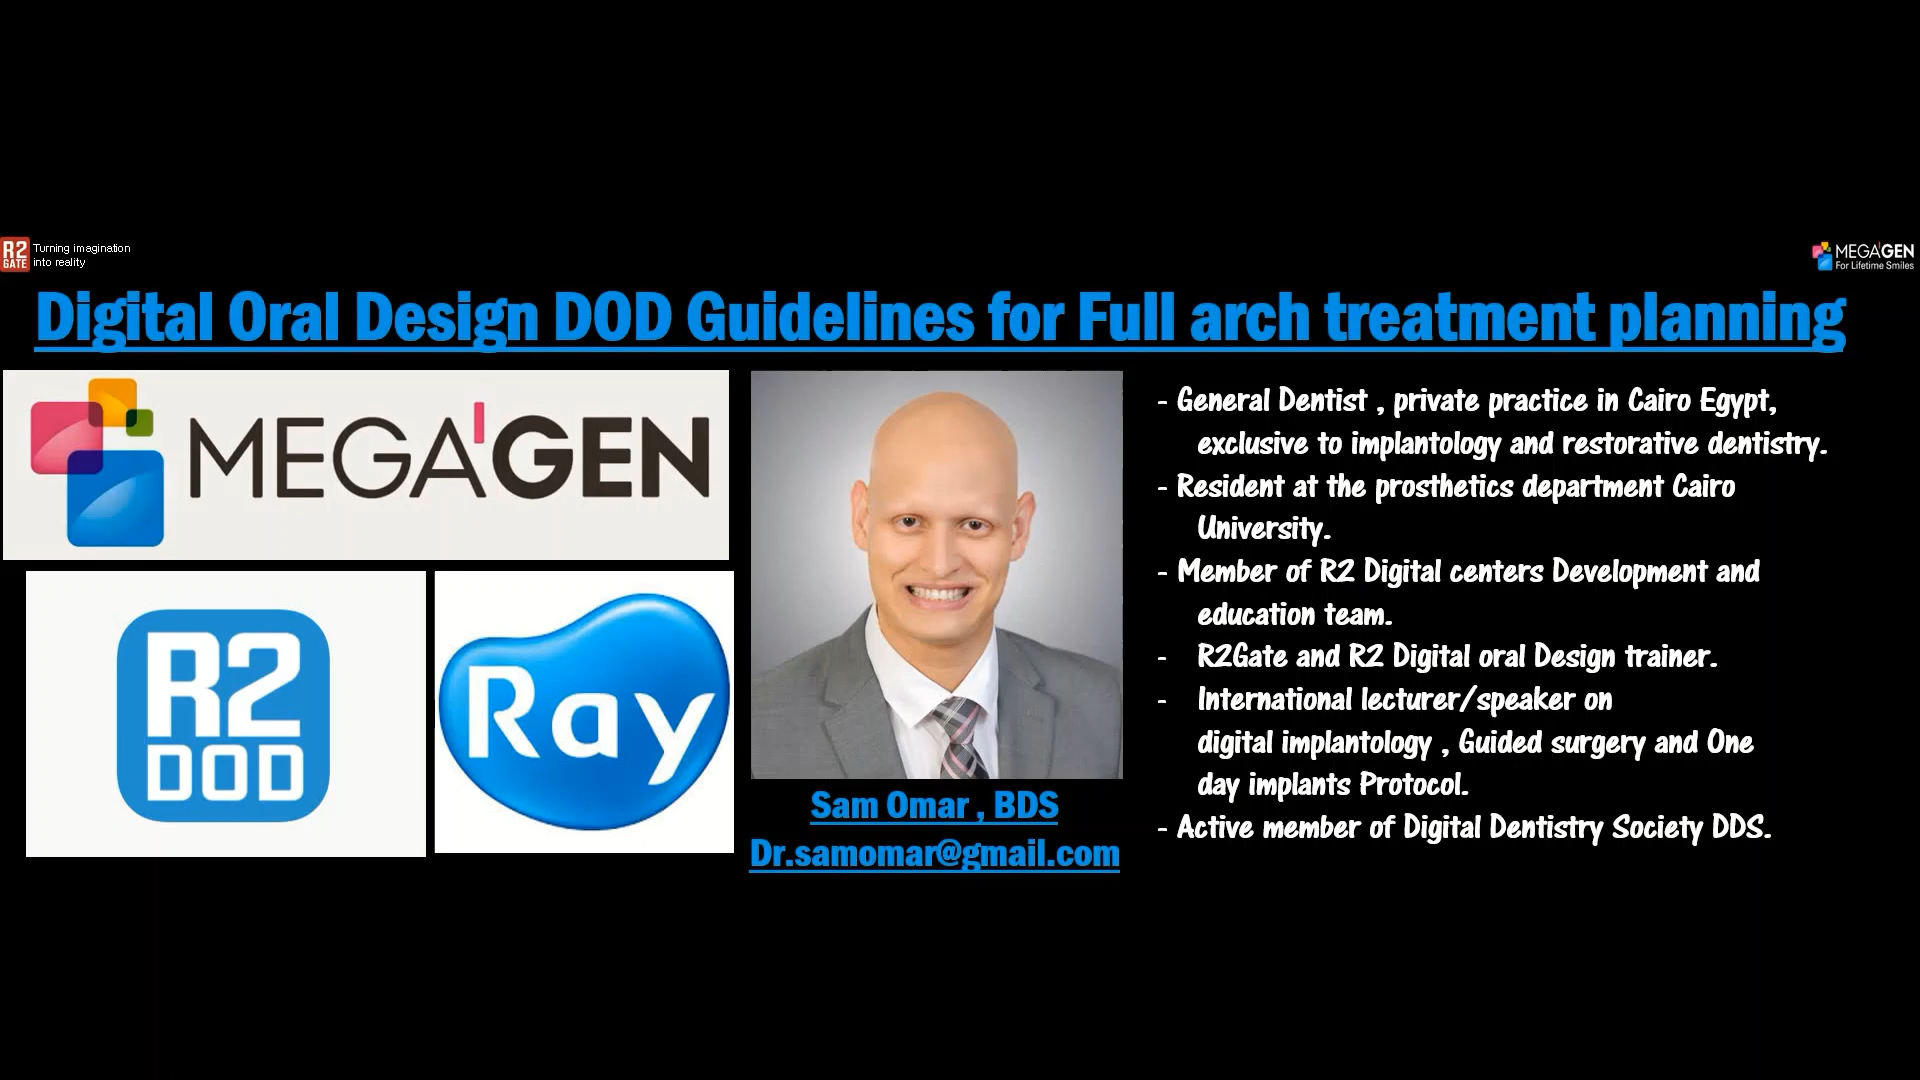 R2
GATE
Turning imagination
into reality
MEGA'GEN
For Lifetime Smiles
Digital Oral Design DOD Guidelines for Full arch treatment planning
MEGA'GEN
R2
DOD
Ray
Sam Omar , BDS
Dr.samomar@gmail.com
- General Dentist , private practice in Cairo Egypt,
exclusive to implantology and restorative dentistry.
- Resident at the prosthetics department Cairo
University.
- Member of R2 Digital centers Development and
education team.
- R2Gate and R2 Digital oral Design trainer.
- International lecturer/speaker on
digital implantology , Guided surgery and One
day implants Protocol.
- Active member of Digital Dentistry Society DDS.